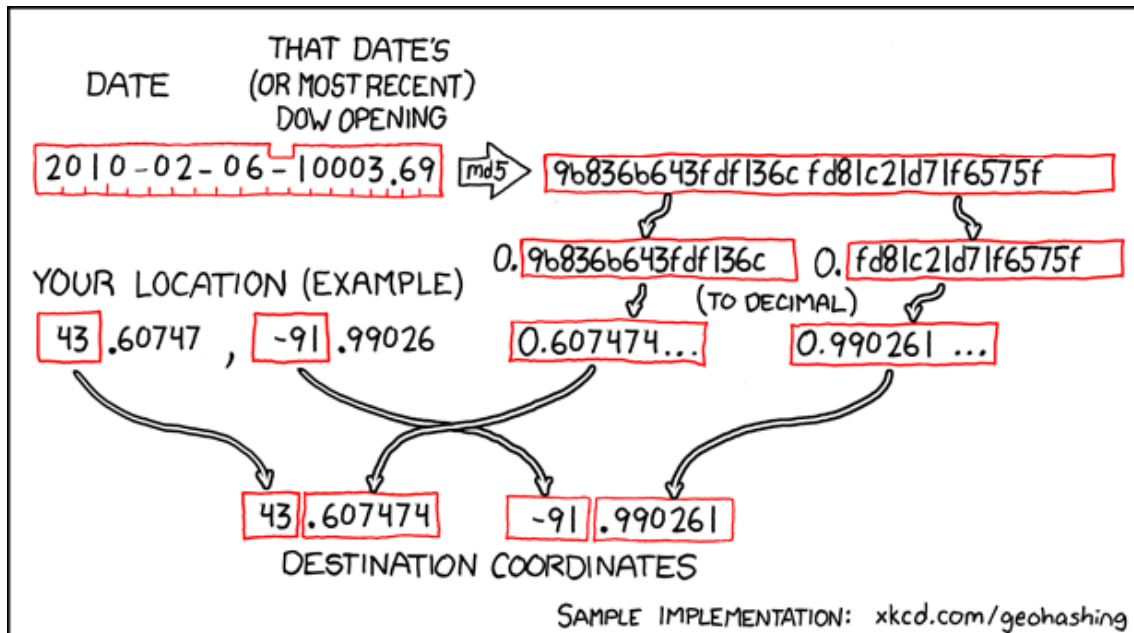 DATE
THAT DATE'S
(OR MOST RECENT)
DOW OPENING
2010-02-06-10003.69
md5
9b836b643fdf136cfd81c21d71f6575f
0.9b836b643fdf136c
0.fd81c21d71f6575f
(TO DECIMAL)
YOUR LOCATION (EXAMPLE)
43.60747, -91.99026
0.607474...
0.990261...
43.607474
-91.990261
DESTINATION COORDINATES
SAMPLE IMPLEMENTATION: xkcd.com/geohashing